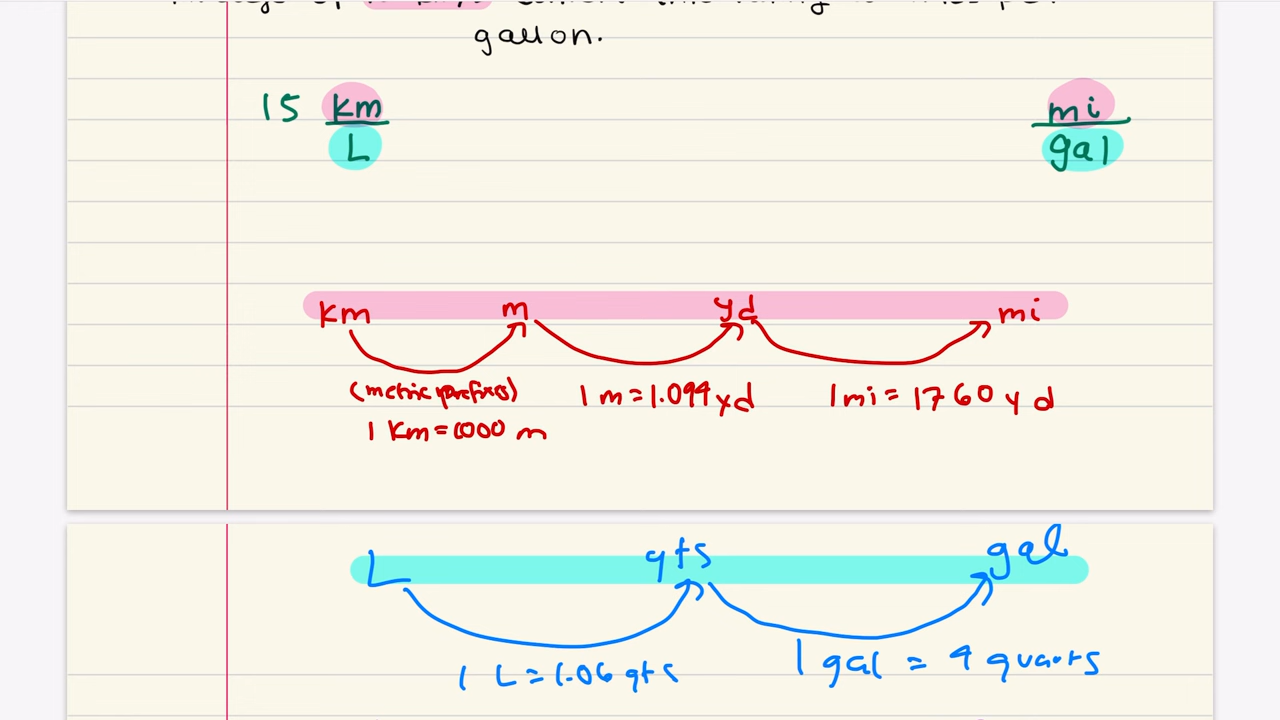 gallon.
15 km/L mi/gal
km m yd mi
(metric prefixes) 1 m = 1.094 yd 1 mi = 1760 yd
1 Km = 1000 m
L qts gal
1 L = 1.06 qts 1 gal = 4 quarts